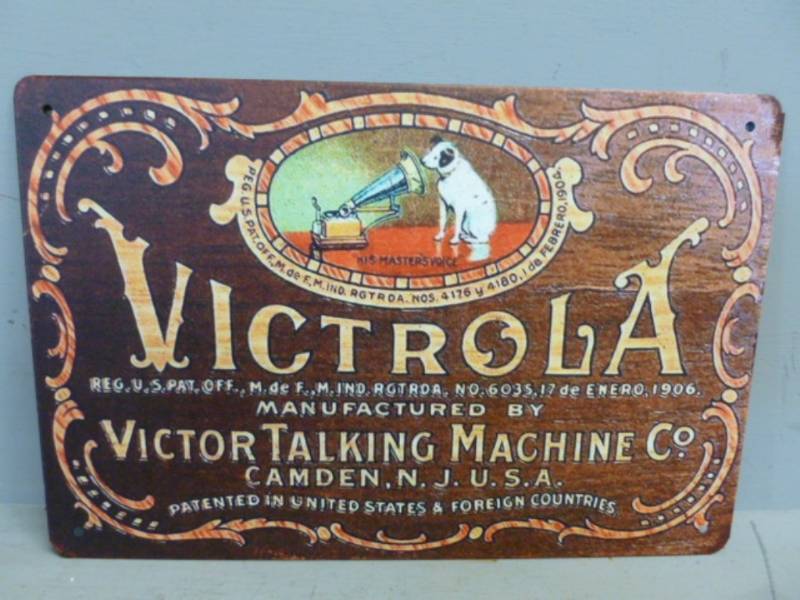 HIS MASTER'S VOICE
REG. U.S. PAT. OFF., M. de F., M. IND. RGTRDA. NOS. 4176 y 4180, 1 de FEBRERO, 1904.
VICTROLA
REG. U.S. PAT. OFF., M. de F., M. IND. RGTRDA. NO. 6035, 17 de ENERO, 1906.
MANUFACTURED BY
VICTOR TALKING MACHINE Co.
CAMDEN, N. J. U. S. A.
PATENTED IN UNITED STATES & FOREIGN COUNTRIES